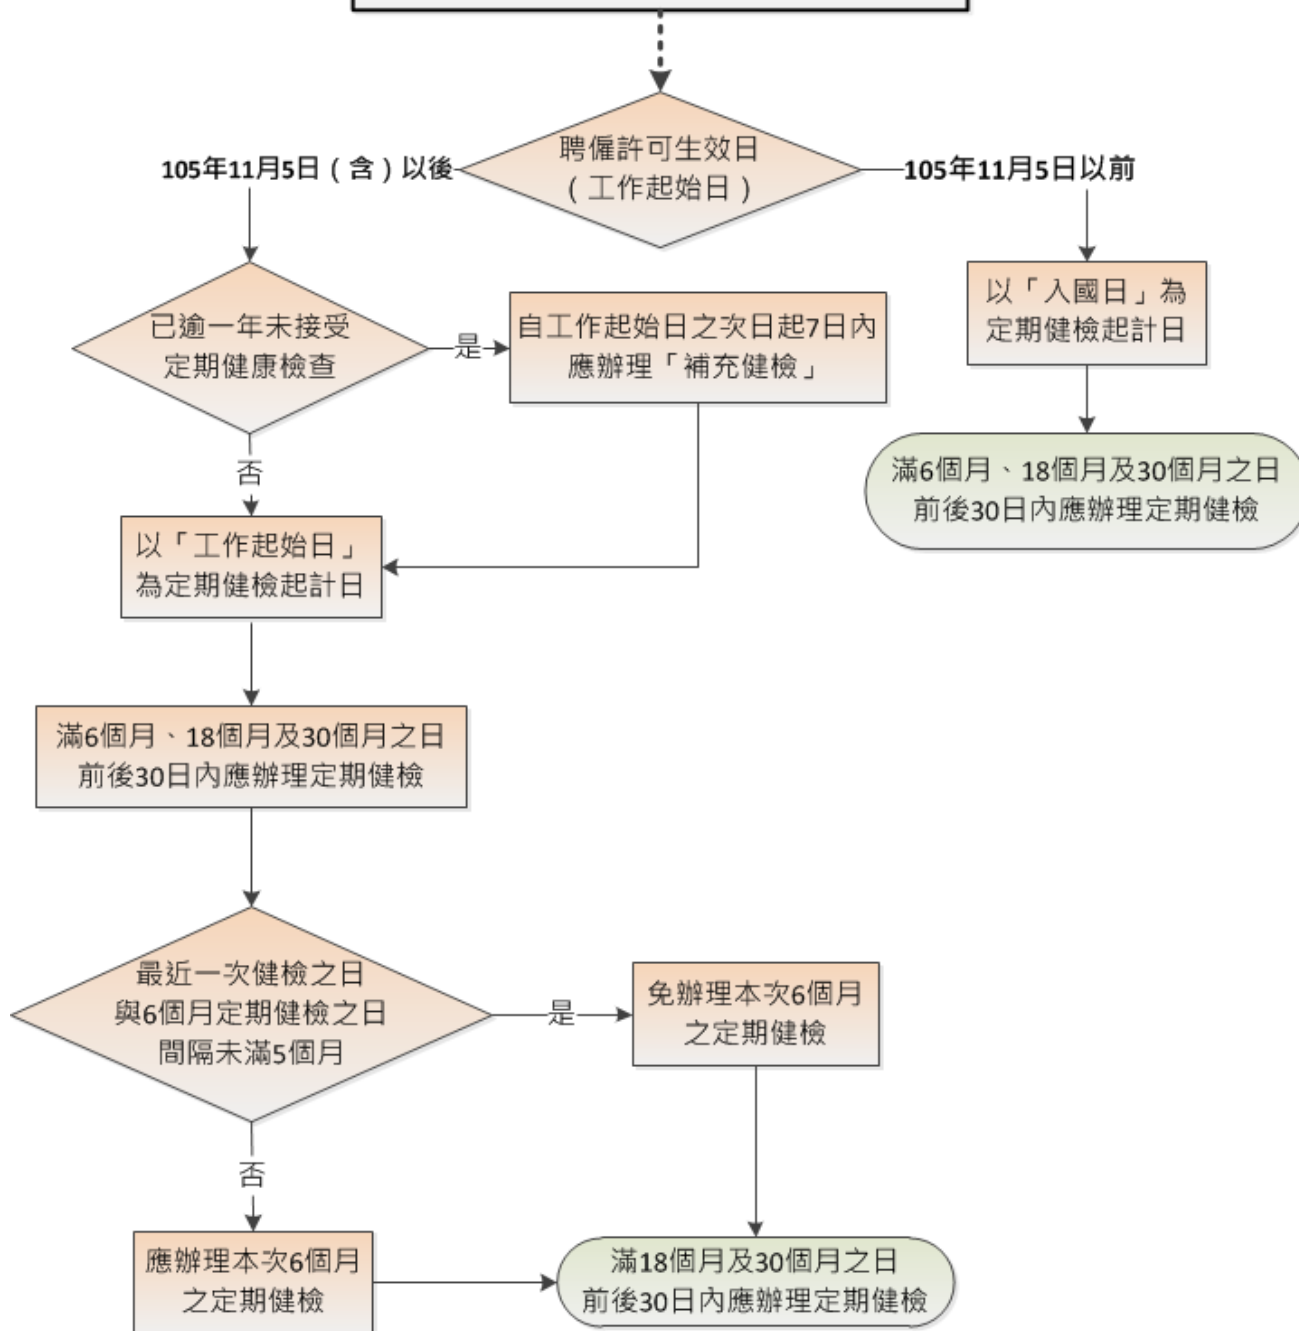 聘僱許可生效日
（工作起始日）
105年11月5日（含）以後
105年11月5日以前
已逾一年未接受
定期健康檢查
是
自工作起始日之次日起7日內
應辦理「補充健檢」
以「入國日」為
定期健檢起計日
滿6個月、18個月及30個月之日
前後30日內應辦理定期健檢
否
以「工作起始日」
為定期健檢起計日
滿6個月、18個月及30個月之日
前後30日內應辦理定期健檢
最近一次健檢之日
與6個月定期健檢之日
間隔未滿5個月
是
免辦理本次6個月
之定期健檢
否
應辦理本次6個月
之定期健檢
滿18個月及30個月之日
前後30日內應辦理定期健檢